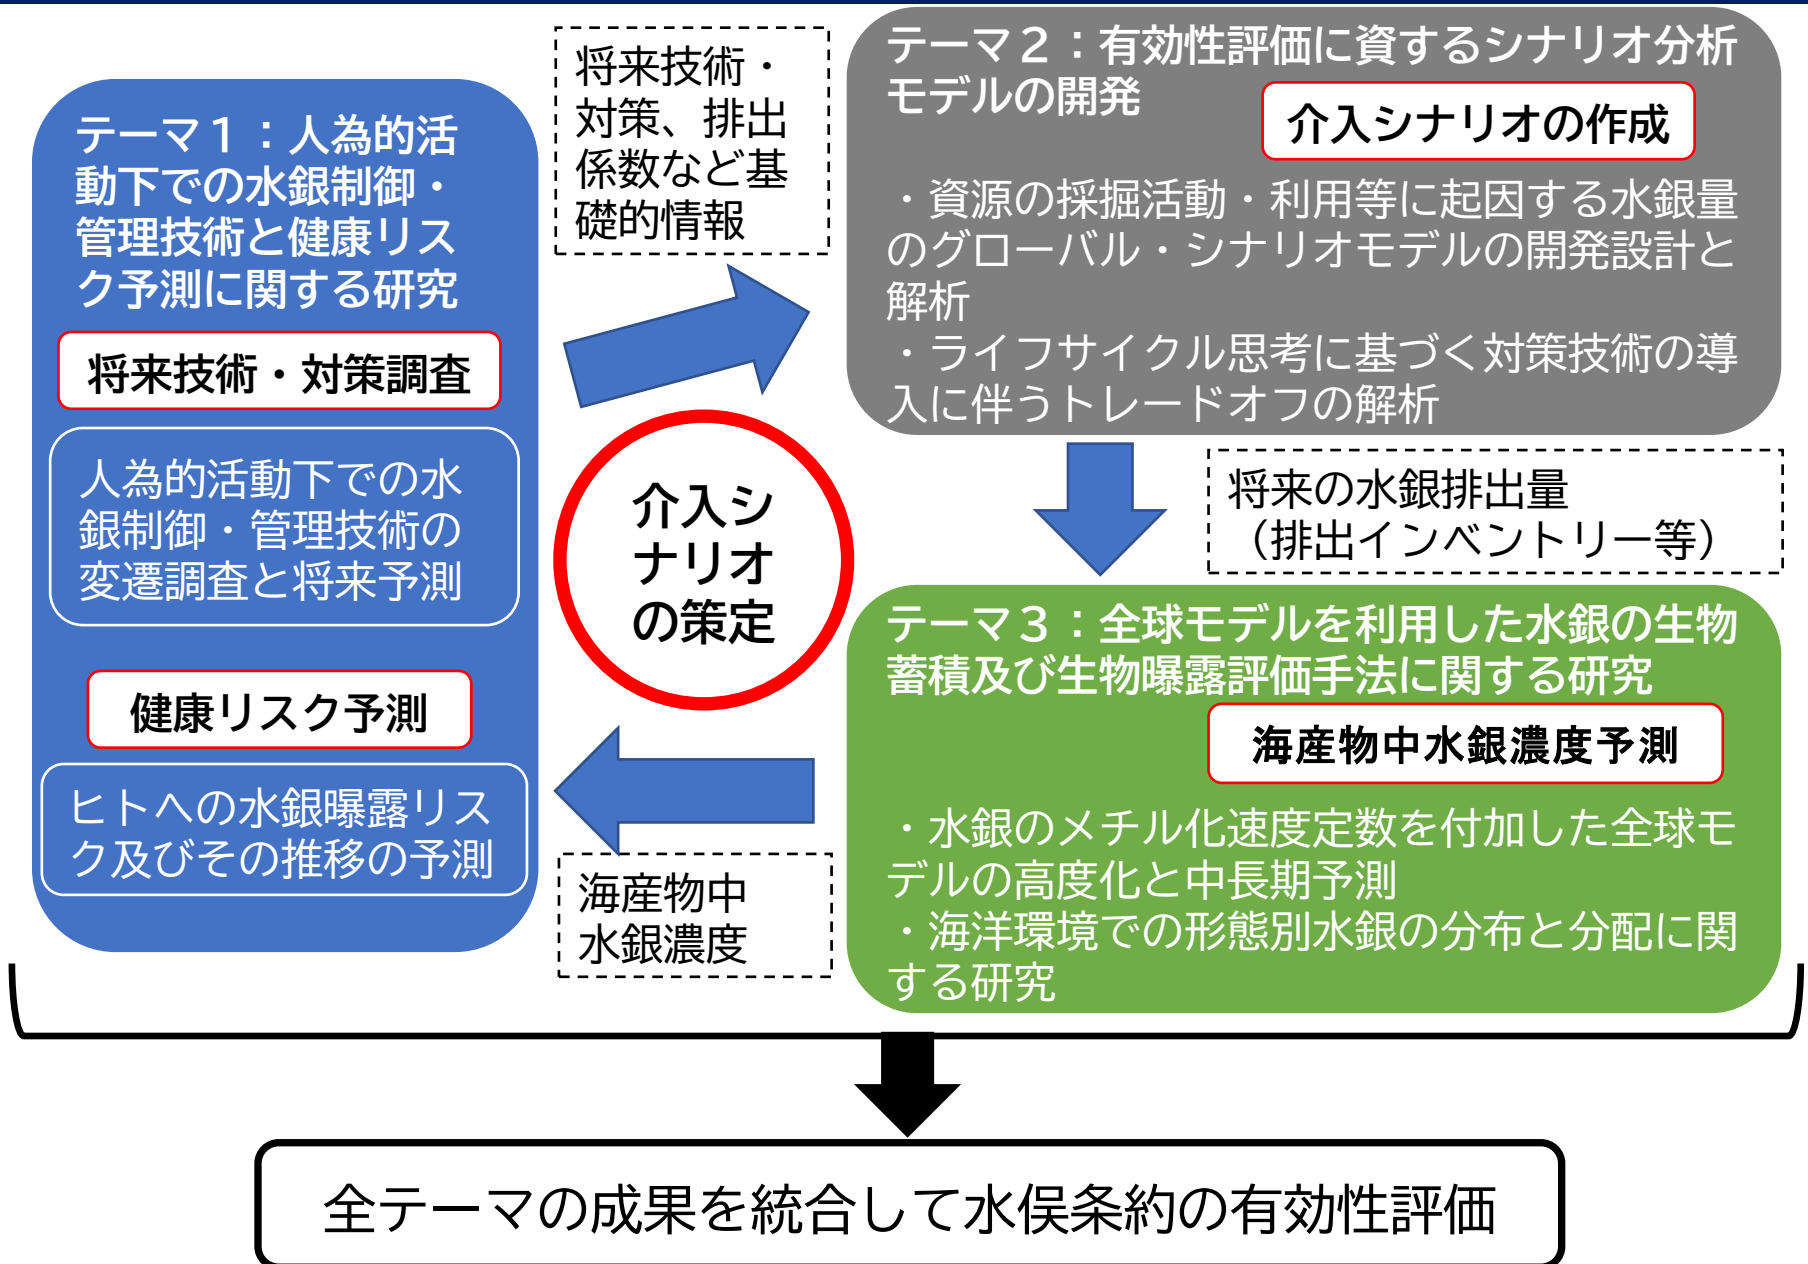 テーマ１：人為的活
動下での水銀制御・
管理技術と健康リス
ク予測に関する研究
将来技術・対策調査
人為的活動下での水
銀制御・管理技術の
変遷調査と将来予測
健康リスク予測
ヒトへの水銀曝露リス
ク及びその推移の予測
将来技術・
対策、排出
係数など基
礎的情報
テーマ２：有効性評価に資するシナリオ分析
モデルの開発
介入シナリオの作成
・資源の採掘活動・利用等に起因する水銀量
のグローバル・シナリオモデルの開発設計と
解析
・ライフサイクル思考に基づく対策技術の導
入に伴うトレードオフの解析
介入シ
ナリオ
の策定
将来の水銀排出量
（排出インベントリー等）
テーマ３：全球モデルを利用した水銀の生物
蓄積及び生物曝露評価手法に関する研究
海産物中水銀濃度予測
・水銀のメチル化速度定数を付加した全球モ
デルの高度化と中長期予測
・海洋環境での形態別水銀の分布と分配に関
する研究
海産物中
水銀濃度
全テーマの成果を統合して水俣条約の有効性評価